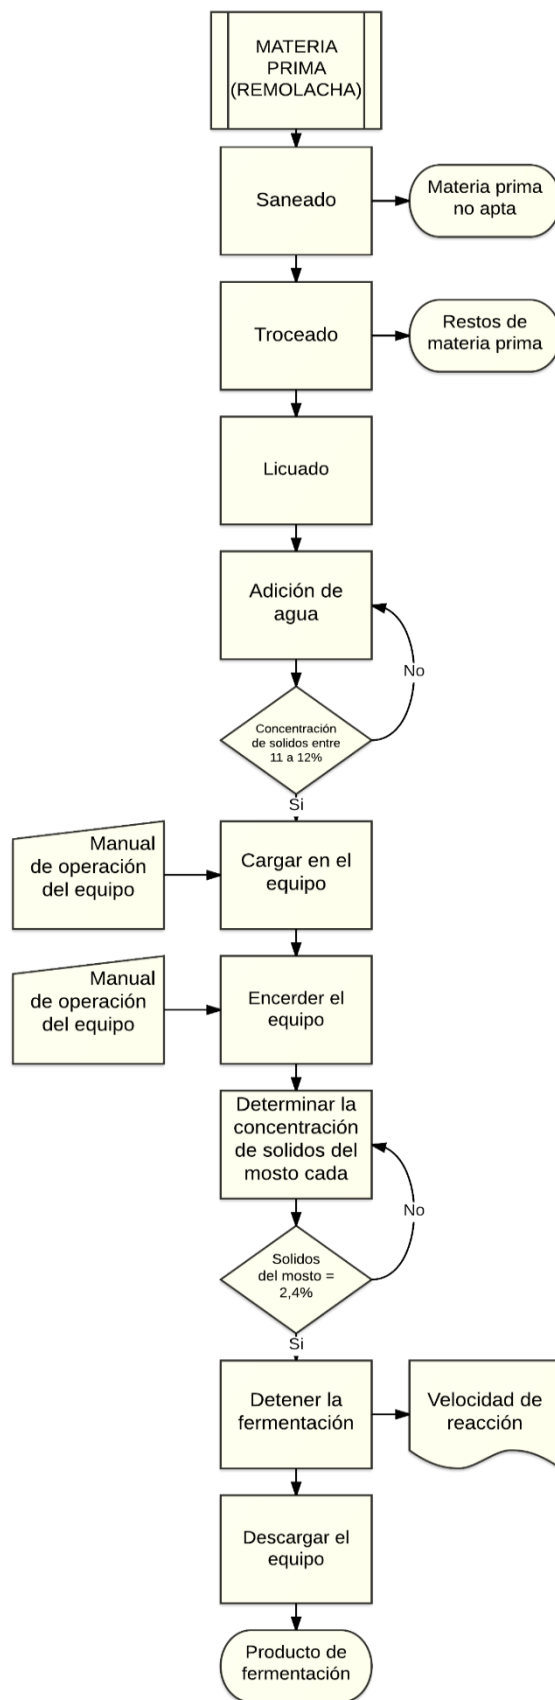 MATERIA
PRIMA
(REMOLACHA)
Saneado
Materia prima
no apta
Troceado
Restos de
materia prima
Licuado
Adición de
agua
No
Concentración
de solidos entre
11 a 12%
Si
Manual
de operación
del equipo
Cargar en el
equipo
Manual
de operación
del equipo
Encerder el
equipo
Determinar la
concentración
de solidos del
mosto cada
No
Solidos
del mosto =
2,4%
Si
Detener la
fermentación
Velocidad de
reacción
Descargar el
equipo
Producto de
fermentación